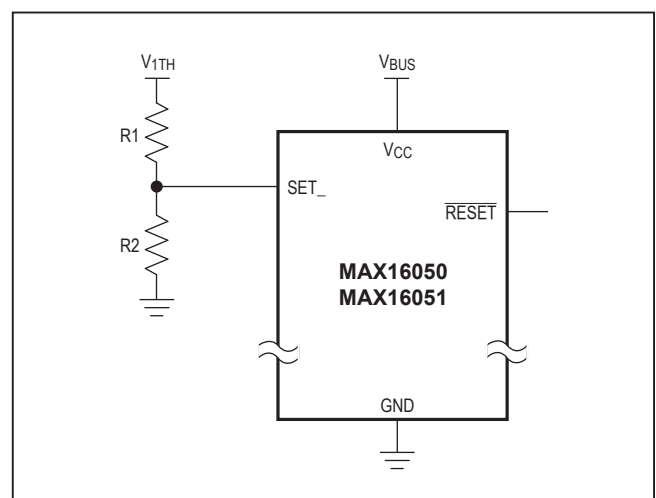 V1TH
VBUS
R1
VCC
SET_
RESET
R2
MAX16050
MAX16051
GND